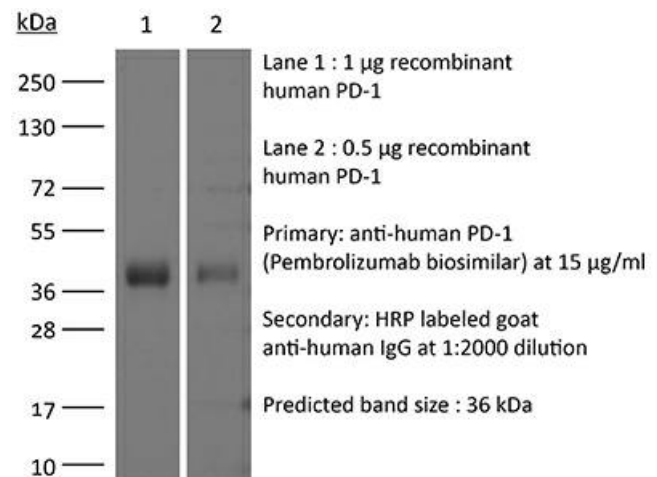 kDa
1 2
250
130
72
55
36
28
17
10
Lane 1 : 1 µg recombinant
human PD-1
Lane 2 : 0.5 µg recombinant
human PD-1
Primary: anti-human PD-1
(Pembrolizumab biosimilar) at 15 µg/ml
Secondary: HRP labeled goat
anti-human IgG at 1:2000 dilution
Predicted band size : 36 kDa